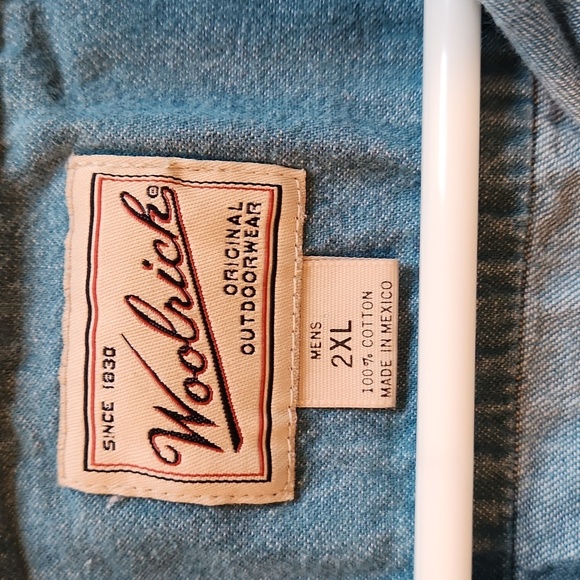 SINCE 1830
Woolrich®
ORIGINAL
OUTDOORWEAR
MENS
2XL
100% COTTON
MADE IN MEXICO